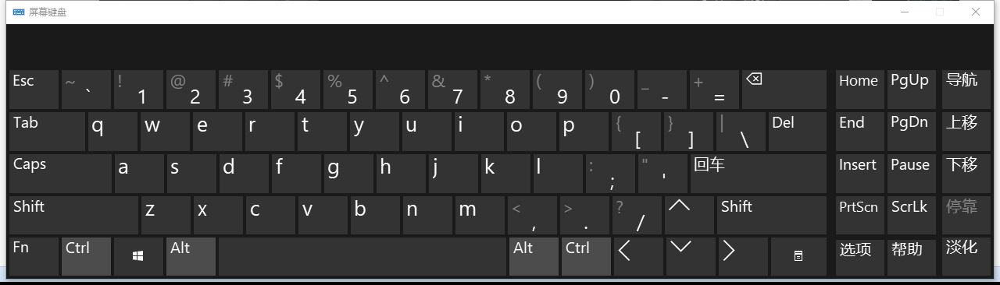 屏幕键盘
Esc ~ ` ! 1 @ 2 # 3 $ 4 % 5 ^ 6 & 7 * 8 ( 9 ) 0 _ - + = Home PgUp 导航
Tab q w e r t y u i o p { [ } ] | \ Del End PgDn 上移
Caps a s d f g h j k l : ; " ' 回车 Insert Pause 下移
Shift z x c v b n m < , > . ? / Shift PrtScn ScrLk 停靠
Fn Ctrl Alt Alt Ctrl 选项 帮助 淡化